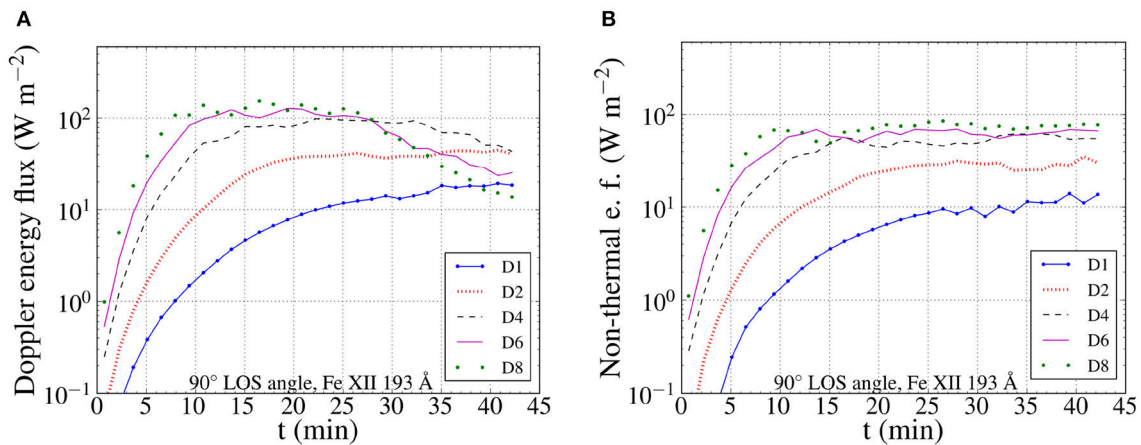 A
Doppler energy flux (W m−2)
10^2
10^1
10^0
10^−1
0 5 10 15 20 25 30 35 40 45
t (min)
90° LOS angle, Fe XII 193 Å
D1
D2
D4
D6
D8
B
Non-thermal e. f. (W m−2)
10^2
10^1
10^0
10^−1
0 5 10 15 20 25 30 35 40 45
t (min)
90° LOS angle, Fe XII 193 Å
D1
D2
D4
D6
D8